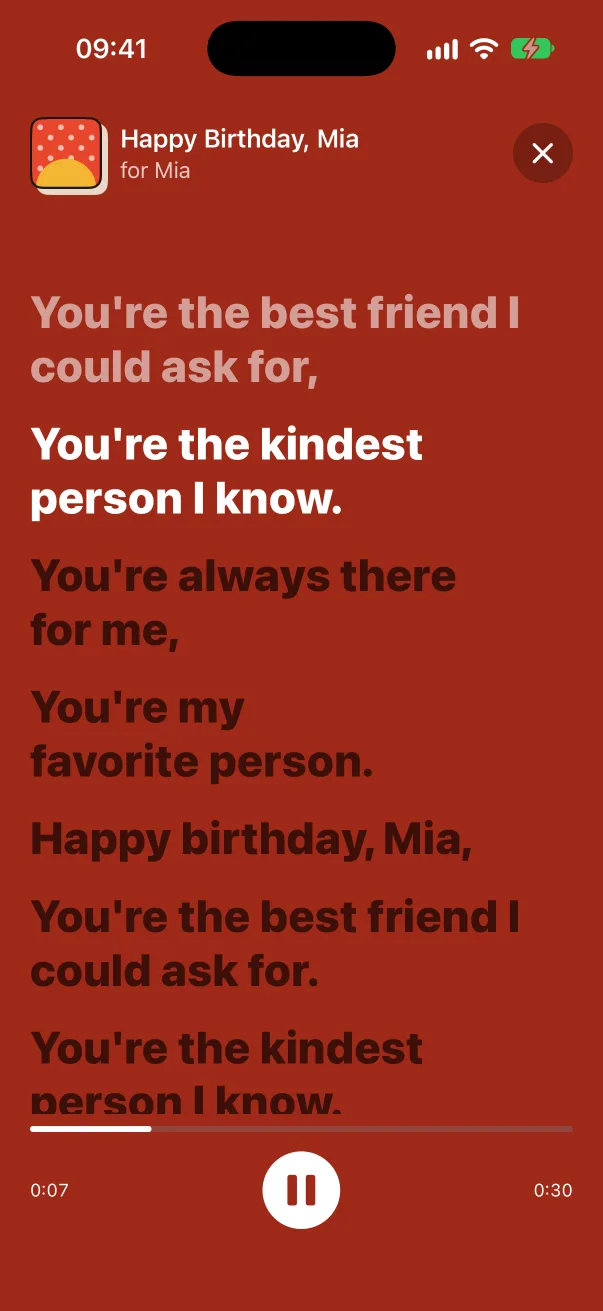 09:41
Happy Birthday, Mia
for Mia
You're the best friend I
could ask for,
You're the kindest
person I know.
You're always there
for me,
You're my
favorite person.
Happy birthday, Mia,
You're the best friend I
could ask for.
You're the kindest
person I know.
0:07
0:30